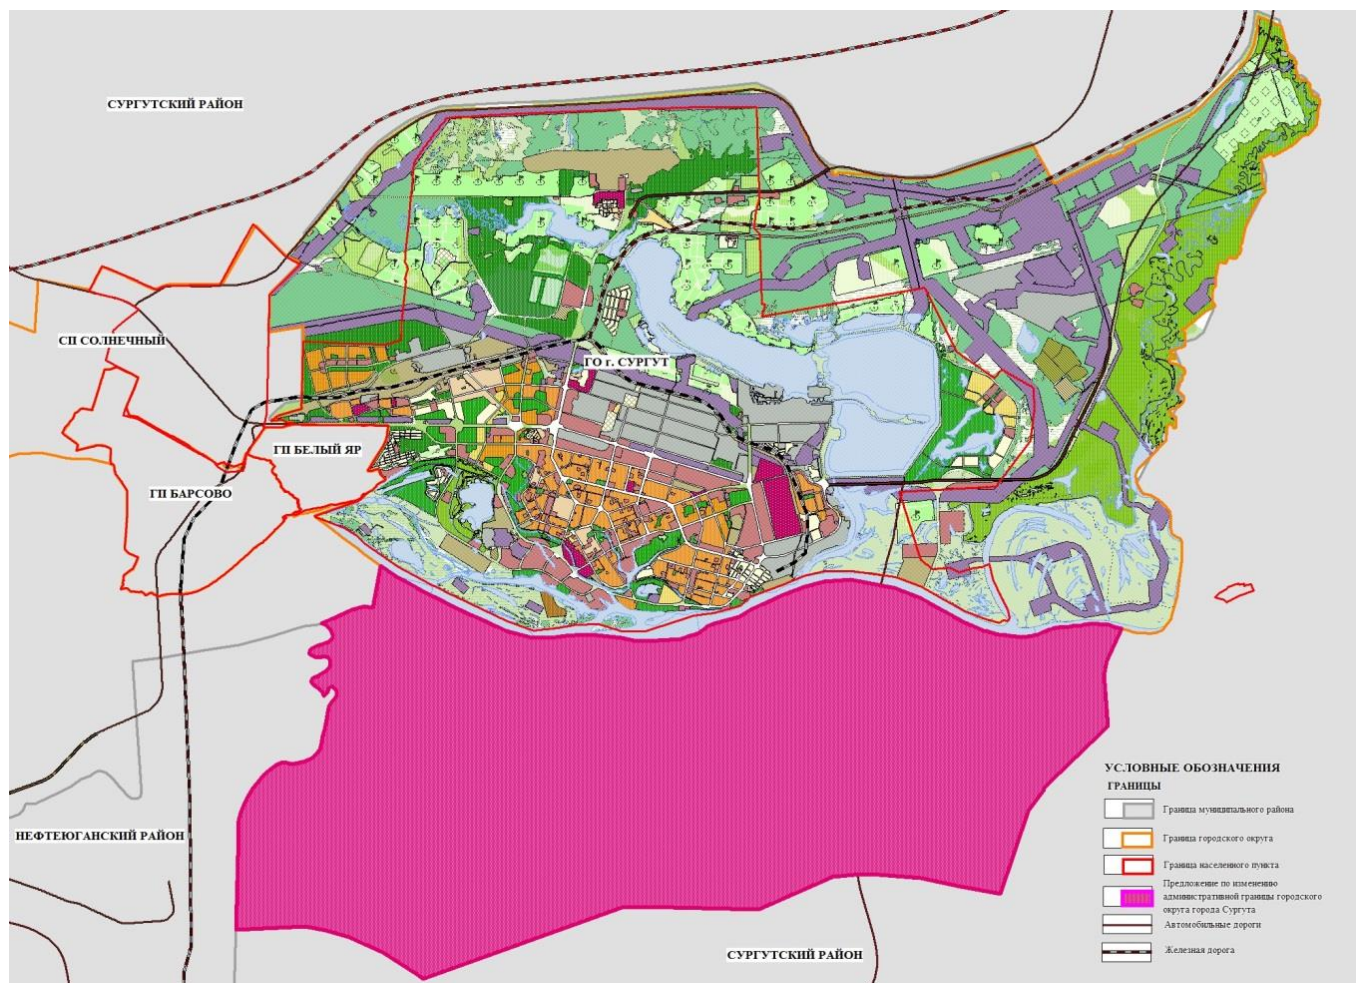 СУРГУТСКИЙ РАЙОН
СП СОЛНЕЧНЫЙ
ГО г. СУРГУТ
ГП БЕЛЫЙ ЯР
ГП БАРСОВО
НЕФТЕЮГАНСКИЙ РАЙОН
СУРГУТСКИЙ РАЙОН
УСЛОВНЫЕ ОБОЗНАЧЕНИЯ
ГРАНИЦЫ
Граница муниципального района
Граница городского округа
Граница населенного пункта
Предложение по изменению
административной границы городского
округа города Сургута
Автомобильные дороги
Железная дорога